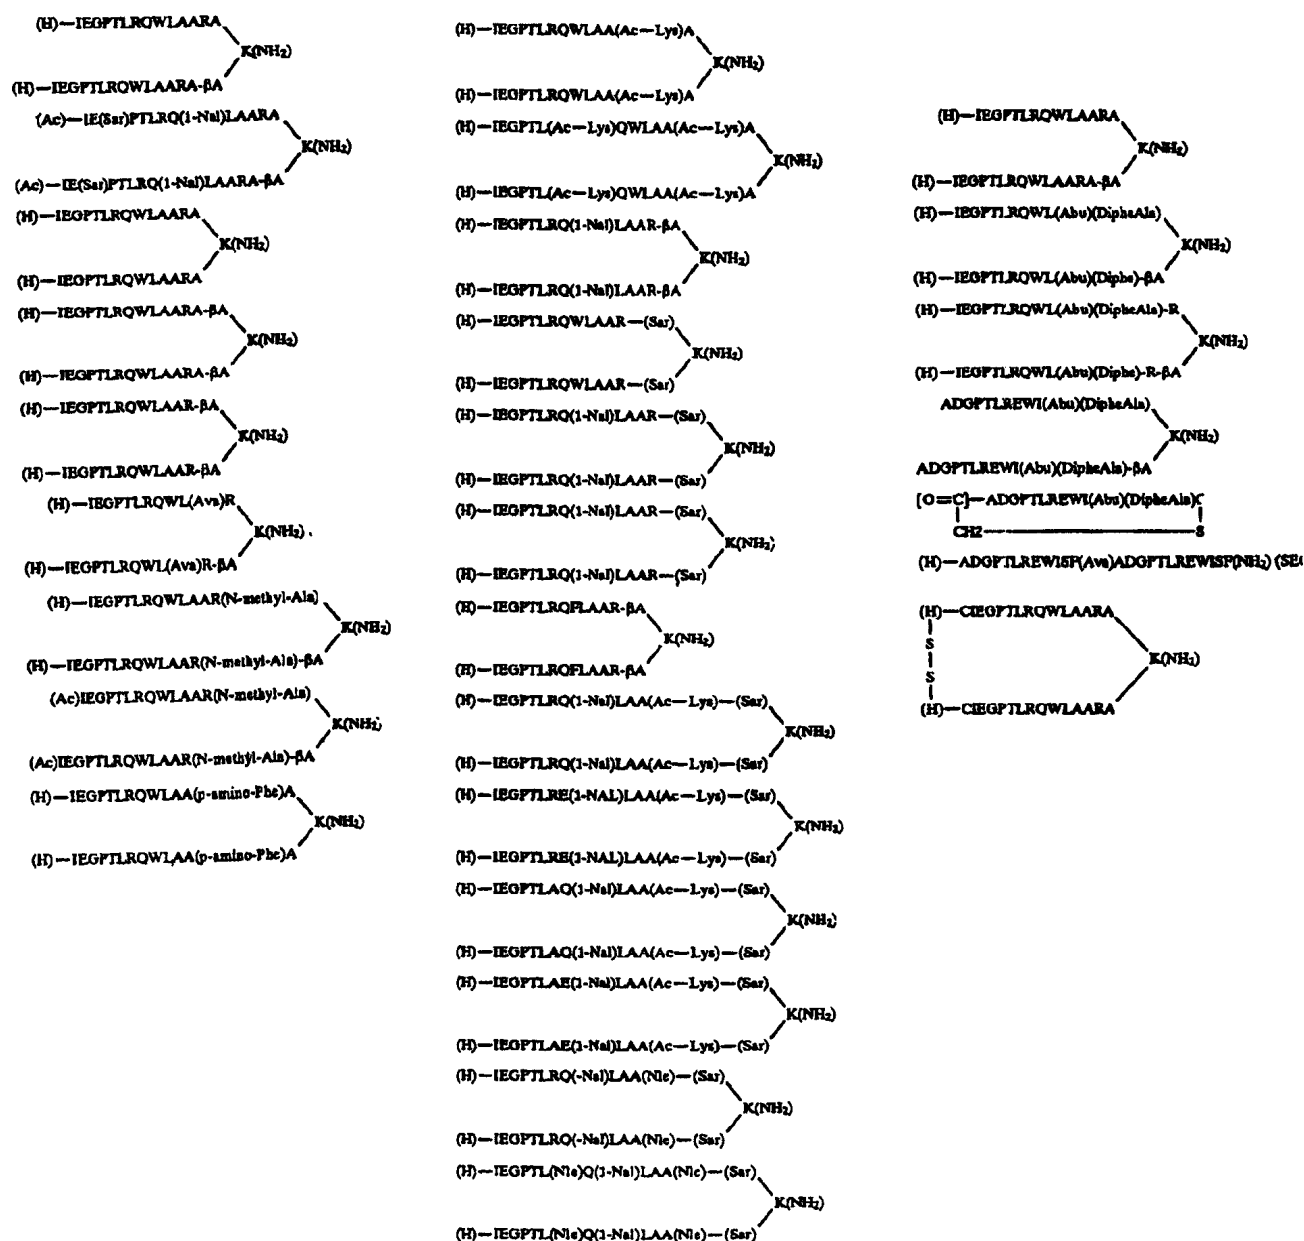 (H)—IEGPTLRQWLAARA
K(NH2)
(H)—IEGPTLRQWLAARA-βA
(Ac)—IE(Sar)PTLRQ(1-Nal)LAARA
K(NH2)
(Ac)—IE(Sar)PTLRQ(1-Nal)LAARA-βA
(H)—IEGPTLRQWLAARA
K(NH2)
(H)—IEGPTLRQWLAARA
(H)—IEGPTLRQWLAARA-βA
K(NH2)
(H)—IEGPTLRQWLAARA-βA
(H)—IEGPTLRQWLAAR-βA
K(NH2)
(H)—IEGPTLRQWLAAR-βA
(H)—IEGPTLRQWL(Ava)R
K(NH2)
(H)—IEGPTLRQWL(Ava)R-βA
(H)—IEGPTLRQWLAAR(N-methyl-Ala)
K(NH2)
(H)—IEGPTLRQWLAAR(N-methyl-Ala)-βA
(Ac)IEGPTLRQWLAAR(N-methyl-Ala)
K(NH2)
(Ac)IEGPTLRQWLAAR(N-methyl-Ala)-βA
(H)—IEGPTLRQWLAA(p-amino-Phe)A
K(NH2)
(H)—IEGPTLRQWLAA(p-amino-Phe)A
(H)—IEGPTLRQWLAA(Ac—Lys)A
K(NH2)
(H)—IEGPTLRQWLAA(Ac—Lys)A
(H)—IEGPTL(Ac—Lys)QWLAA(Ac—Lys)A
K(NH2)
(H)—IEGPTL(Ac—Lys)QWLAA(Ac—Lys)A
(H)—IEGPTLRQ(1-Nal)LAAR-βA
K(NH2)
(H)—IEGPTLRQ(1-Nal)LAAR-βA
(H)—IEGPTLRQWLAAR—(Sar)
K(NH2)
(H)—IEGPTLRQWLAAR—(Sar)
(H)—IEGPTLRQ(1-Nal)LAAR—(Sar)
K(NH2)
(H)—IEGPTLRQ(1-Nal)LAAR—(Sar)
(H)—IEGPTLRQ(1-Nal)LAAR—(Sar)
K(NH2)
(H)—IEGPTLRQ(1-Nal)LAAR—(Sar)
(H)—IEGPTLRQFLAAR-βA
K(NH2)
(H)—IEGPTLRQFLAAR-βA
(H)—IEGPTLRQ(1-Nal)LAA(Ac—Lys)—(Sar)
K(NH2)
(H)—IEGPTLRQ(1-Nal)LAA(Ac—Lys)—(Sar)
(H)—IEGPTLRE(1-NAL)LAA(Ac—Lys)—(Sar)
K(NH2)
(H)—IEGPTLRE(1-NAL)LAA(Ac—Lys)—(Sar)
(H)—IEGPTLAQ(1-Nal)LAA(Ac—Lys)—(Sar)
K(NH2)
(H)—IEGPTLAQ(1-Nal)LAA(Ac—Lys)—(Sar)
(H)—IEGPTLAE(1-Nal)LAA(Ac—Lys)—(Sar)
K(NH2)
(H)—IEGPTLAE(1-Nal)LAA(Ac—Lys)—(Sar)
(H)—IEGPTLRQ(-Nal)LAA(Nle)—(Sar)
K(NH2)
(H)—IEGPTLRQ(-Nal)LAA(Nle)—(Sar)
(H)—IEGPTL(Nle)Q(1-Nal)LAA(Nle)—(Sar)
K(NH2)
(H)—IEGPTL(Nle)Q(1-Nal)LAA(Nle)—(Sar)
(H)—IEGPTLRQWLAARA
K(NH2)
(H)—IEGPTLRQWLAARA-βA
(H)—IEGPTLRQWL(Abu)(DipheAla)
K(NH2)
(H)—IEGPTLRQWL(Abu)(Diphe)-βA
(H)—IEGPTLRQWL(Abu)(DipheAla)-R
K(NH2)
(H)—IEGPTLRQWL(Abu)(Diphe)-R-βA
ADGPTLREWI(Abu)(DipheAla)
K(NH2)
ADGPTLREWI(Abu)(DipheAla)-βA
[O=C]—ADGPTLREWI(Abu)(DipheAla)C
CH2 S
(H)—ADGPTLREWISF(Ava)ADGPTLREWISF(NH2) (SE
(H)—CIEGPTLRQWLAARA
S
K(NH2)
S
(H)—CIEGPTLRQWLAARA